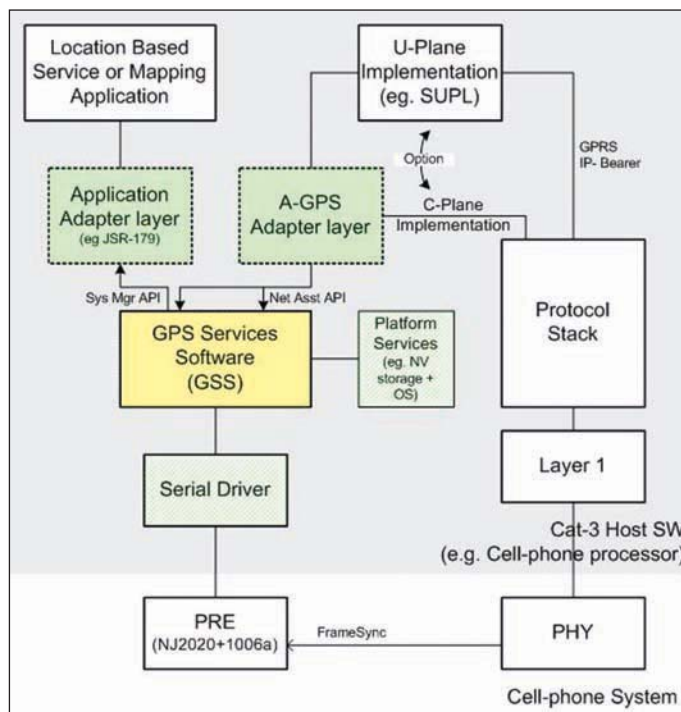 Location Based
Service or Mapping
Application
U-Plane
Implementation
(eg. SUPL)
GPRS
IP- Bearer
Option
Application
Adapter layer
(eg JSR-179)
A-GPS
Adapter layer
C-Plane
Implementation
Sys Mgr API
Net Asst API
GPS Services
Software
(GSS)
Platform
Services
(eg. NV
storage +
OS)
Protocol
Stack
Layer 1
Serial Driver
Cat-3 Host SW
(e.g. Cell-phone processor)
PRE
(NJ2020+1006a)
FrameSync
PHY
Cell-phone System